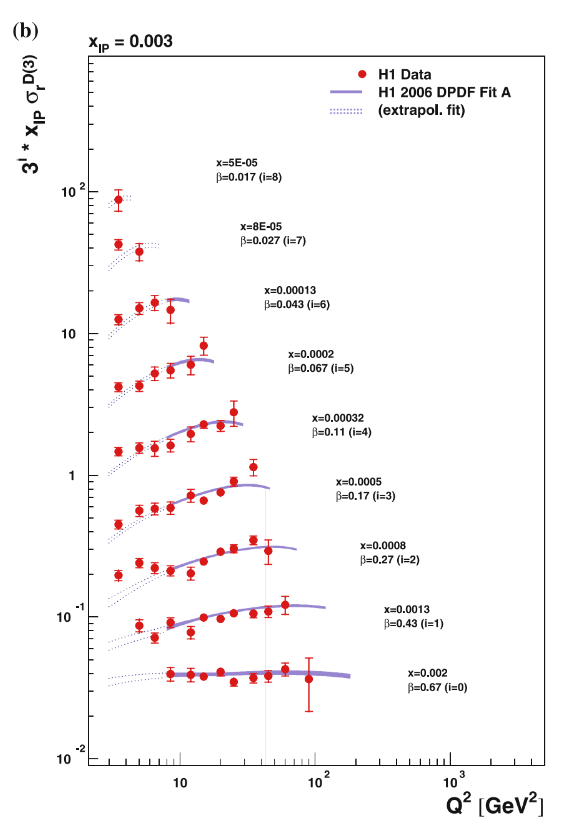 (b)
x_IP = 0.003
3^i * x_IP σ_r^D(3)
H1 Data
H1 2006 DPDF Fit A
(extrapol. fit)
x=5E-05
β=0.017 (i=8)
10^2
x=8E-05
β=0.027 (i=7)
x=0.00013
β=0.043 (i=6)
10
x=0.0002
β=0.067 (i=5)
x=0.00032
β=0.11 (i=4)
1
x=0.0005
β=0.17 (i=3)
x=0.0008
β=0.27 (i=2)
10^-1
x=0.0013
β=0.43 (i=1)
x=0.002
β=0.67 (i=0)
10^-2
10 10^2 10^3
Q^2 [GeV^2]